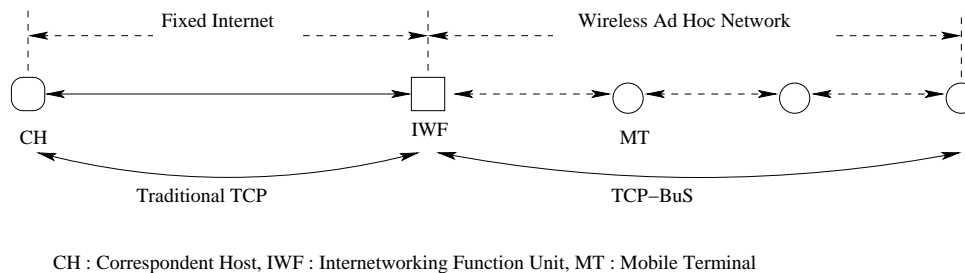 Fixed Internet
Wireless Ad Hoc Network
CH
IWF
MT
Traditional TCP
TCP−BuS
CH : Correspondent Host, IWF : Internetworking Function Unit, MT : Mobile Terminal